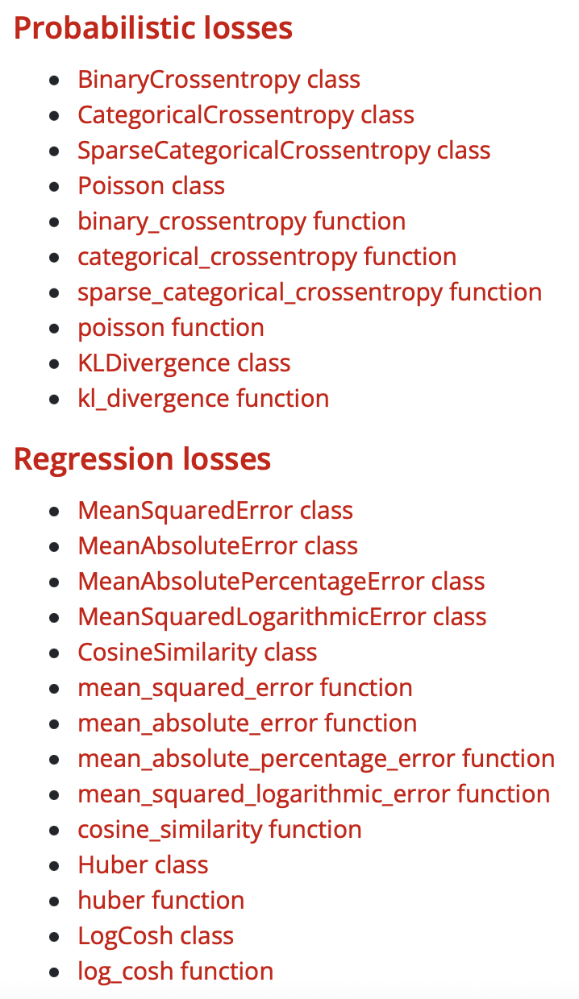 Probabilistic losses
BinaryCrossentropy class
CategoricalCrossentropy class
SparseCategoricalCrossentropy class
Poisson class
binary_crossentropy function
categorical_crossentropy function
sparse_categorical_crossentropy function
poisson function
KLDivergence class
kl_divergence function
Regression losses
MeanSquaredError class
MeanAbsoluteError class
MeanAbsolutePercentageError class
MeanSquaredLogarithmicError class
CosineSimilarity class
mean_squared_error function
mean_absolute_error function
mean_absolute_percentage_error function
mean_squared_logarithmic_error function
cosine_similarity function
Huber class
huber function
LogCosh class
log_cosh function